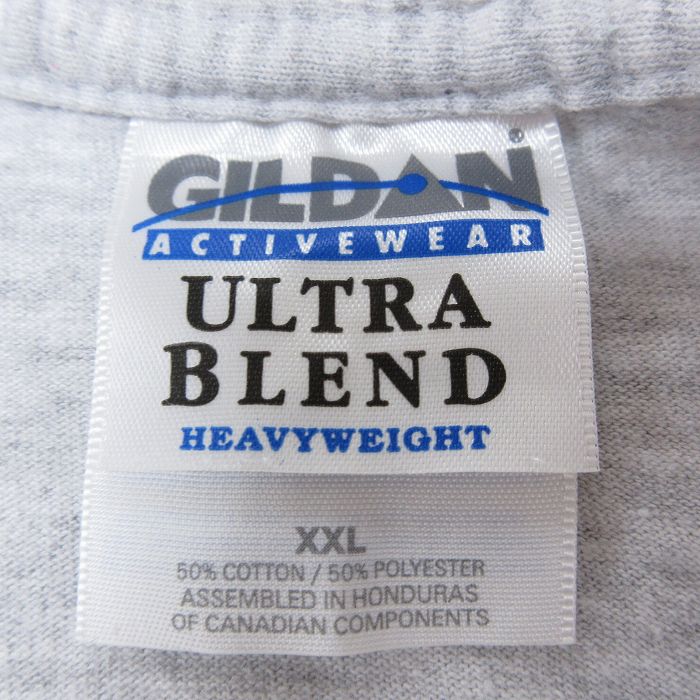 GILDAN
ACTIVEWEAR
ULTRA
BLEND
HEAVYWEIGHT
XXL
50% COTTON / 50% POLYESTER
ASSEMBLED IN HONDURAS
OF CANADIAN COMPONENTS